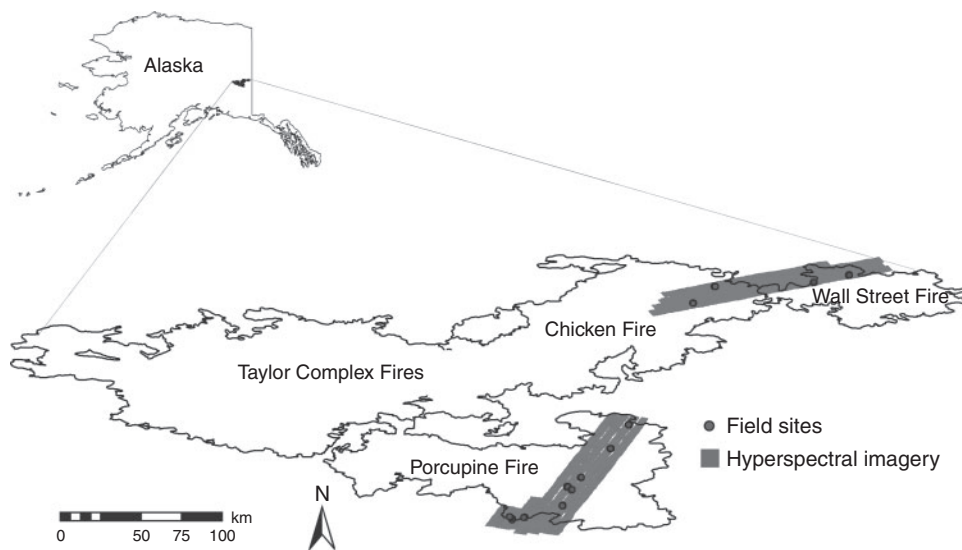 Alaska
Wall Street Fire
Chicken Fire
Taylor Complex Fires
Field sites
Porcupine Fire
Hyperspectral imagery
N
km
0 25 50 75 100